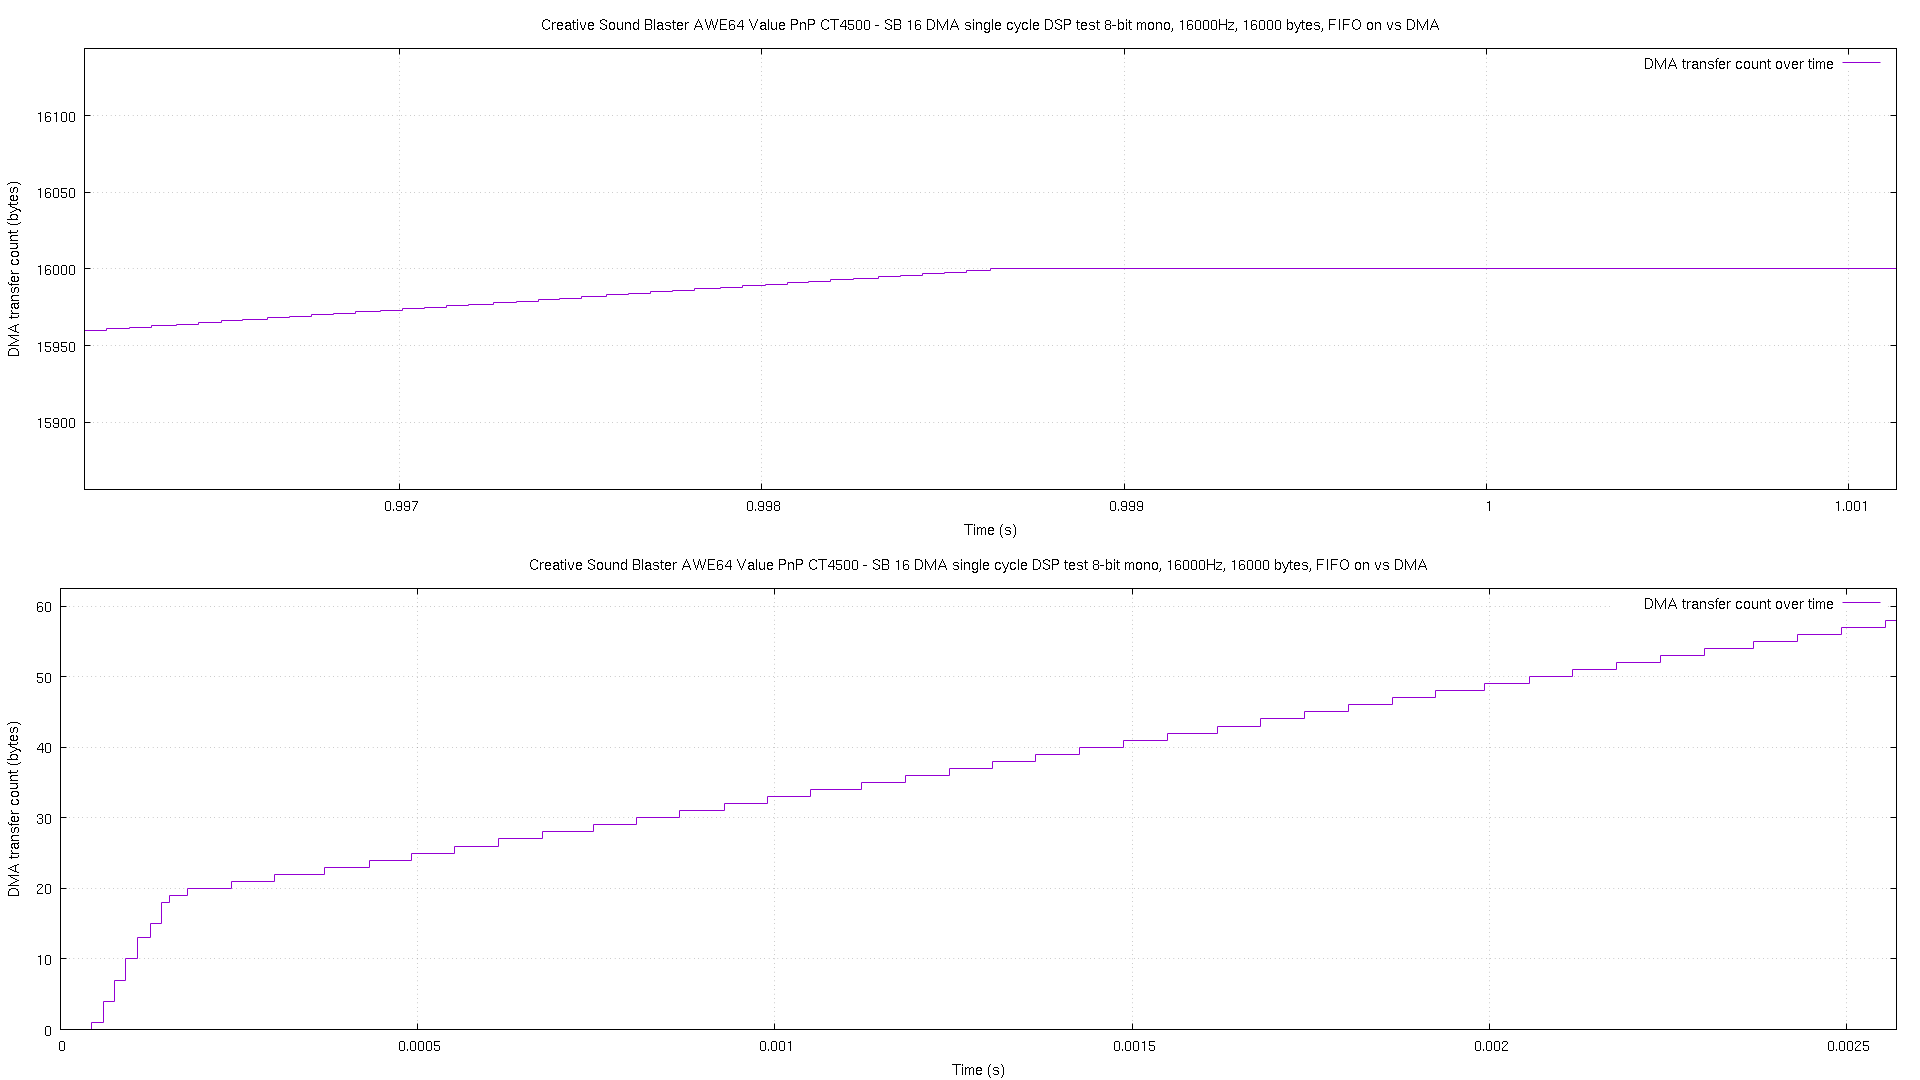 Creative Sound Blaster AWE64 Value PnP CT4500 - SB 16 DMA single cycle DSP test 8-bit mono, 16000Hz, 16000 bytes, FIFO on vs DMA
DMA transfer count over time
16100
16050
16000
15950
15900
DMA transfer count (bytes)
0.997 0.998 0.999 1 1.001
Time (s)
Creative Sound Blaster AWE64 Value PnP CT4500 - SB 16 DMA single cycle DSP test 8-bit mono, 16000Hz, 16000 bytes, FIFO on vs DMA
DMA transfer count over time
60
50
40
30
20
10
0
DMA transfer count (bytes)
0 0.0005 0.001 0.0015 0.002 0.0025
Time (s)